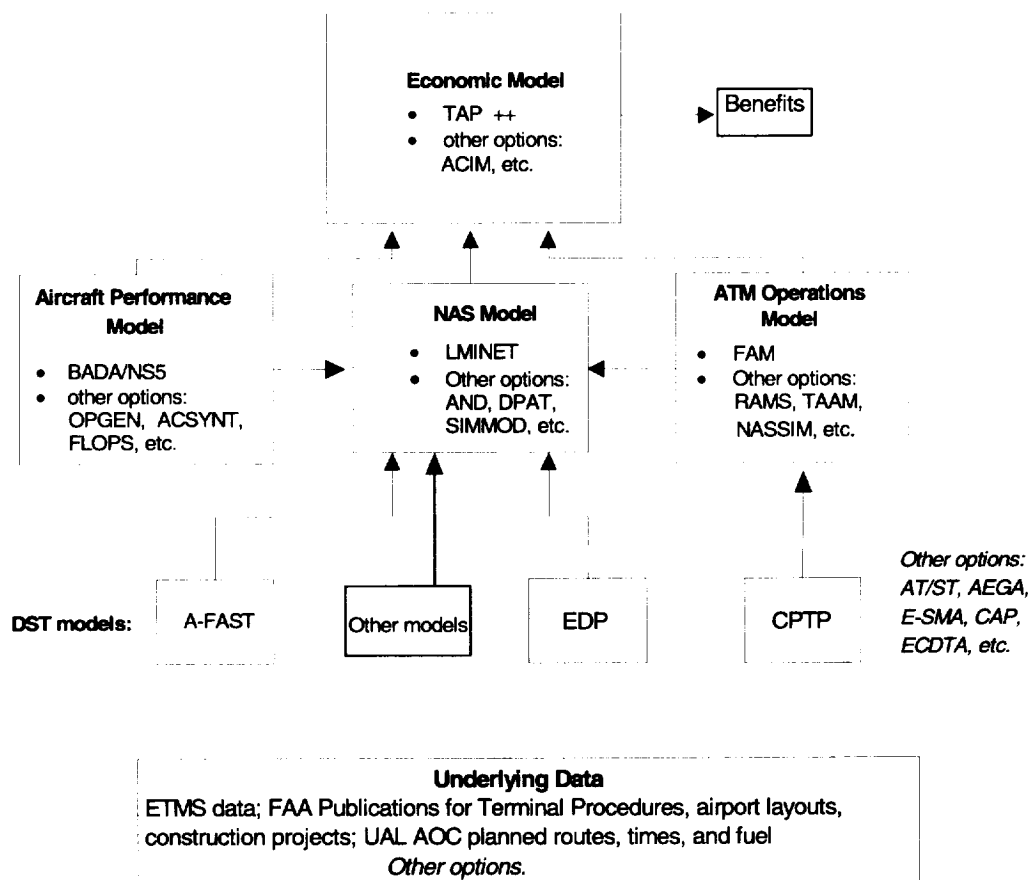 Economic Model
• TAP ++
• other options:
ACIM, etc.
Benefits
Aircraft Performance
Model
• BADA/NS5
• other options:
OPGEN, ACSYNT,
FLOPS, etc.
NAS Model
• LMINET
• Other options:
AND, DPAT,
SIMMOD, etc.
ATM Operations
Model
• FAM
• Other options:
RAMS, TAAM,
NASSIM, etc.
DST models:
A-FAST
Other models
EDP
CPTP
Other options:
AT/ST, AEGA,
E-SMA, CAP,
ECDTA, etc.
Underlying Data
ETMS data; FAA Publications for Terminal Procedures, airport layouts,
construction projects; UAL AOC planned routes, times, and fuel
Other options.